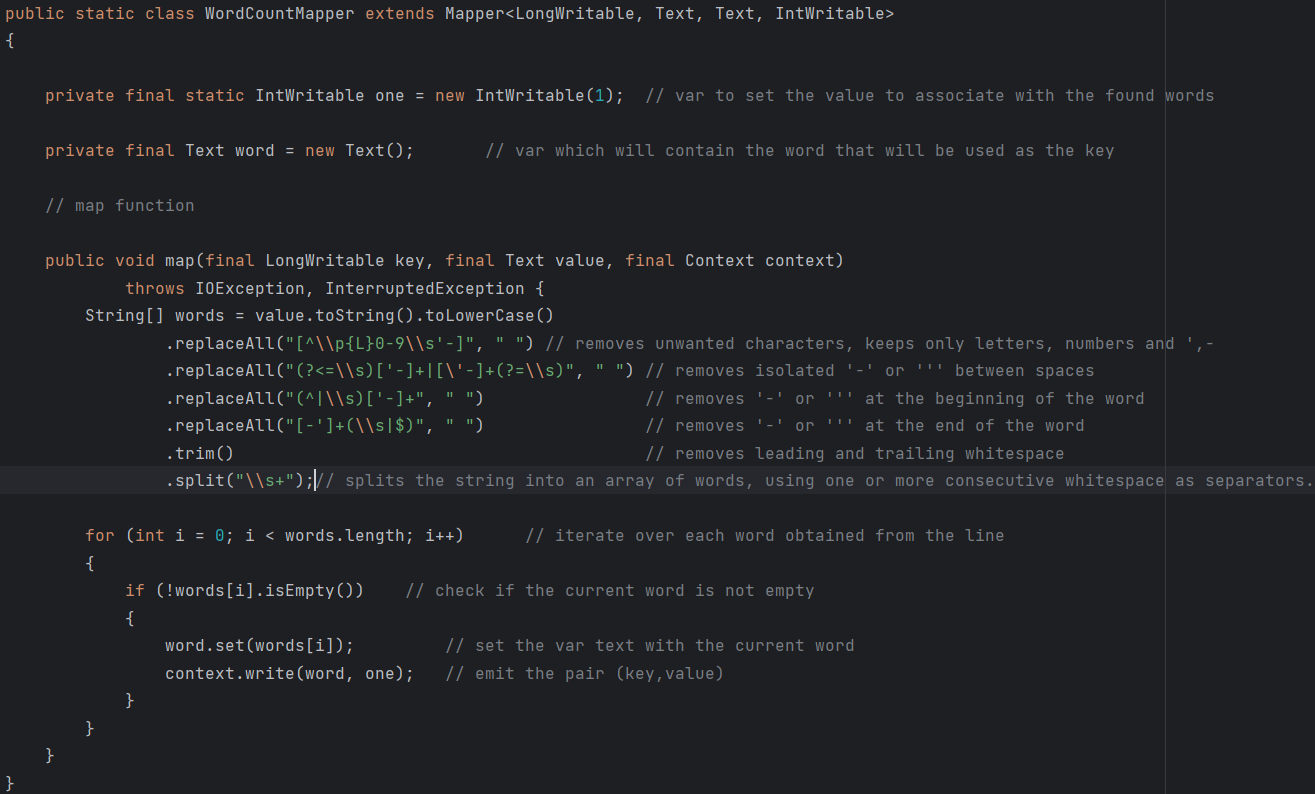 public static class WordCountMapper extends Mapper<LongWritable, Text, Text, IntWritable>
{
    private final static IntWritable one = new IntWritable(1);  // var to set the value to associate with the found words
    private final Text word = new Text();       // var which will contain the word that will be used as the key
    // map function
    public void map(final LongWritable key, final Text value, final Context context)
            throws IOException, InterruptedException {
        String[] words = value.toString().toLowerCase()
                .replaceAll("[^\\p{L}0-9\\s'-]", " ") // removes unwanted characters, keeps only letters, numbers and ',-
                .replaceAll("(?<=\\s)['-]+|[\'-]+(?=\\s)", " ") // removes isolated '-' or ''' between spaces
                .replaceAll("(^|\\s)['-]+", " ")                // removes '-' or ''' at the beginning of the word
                .replaceAll("[-']+(\\s|$)", " ")                // removes '-' or ''' at the end of the word
                .trim()                                         // removes leading and trailing whitespace
                .split("\\s+");// splits the string into an array of words, using one or more consecutive whitespace as separators.
        for (int i = 0; i < words.length; i++)      // iterate over each word obtained from the line
        {
            if (!words[i].isEmpty())    // check if the current word is not empty
            {
                word.set(words[i]);         // set the var text with the current word
                context.write(word, one);   // emit the pair (key,value)
            }
        }
    }
}